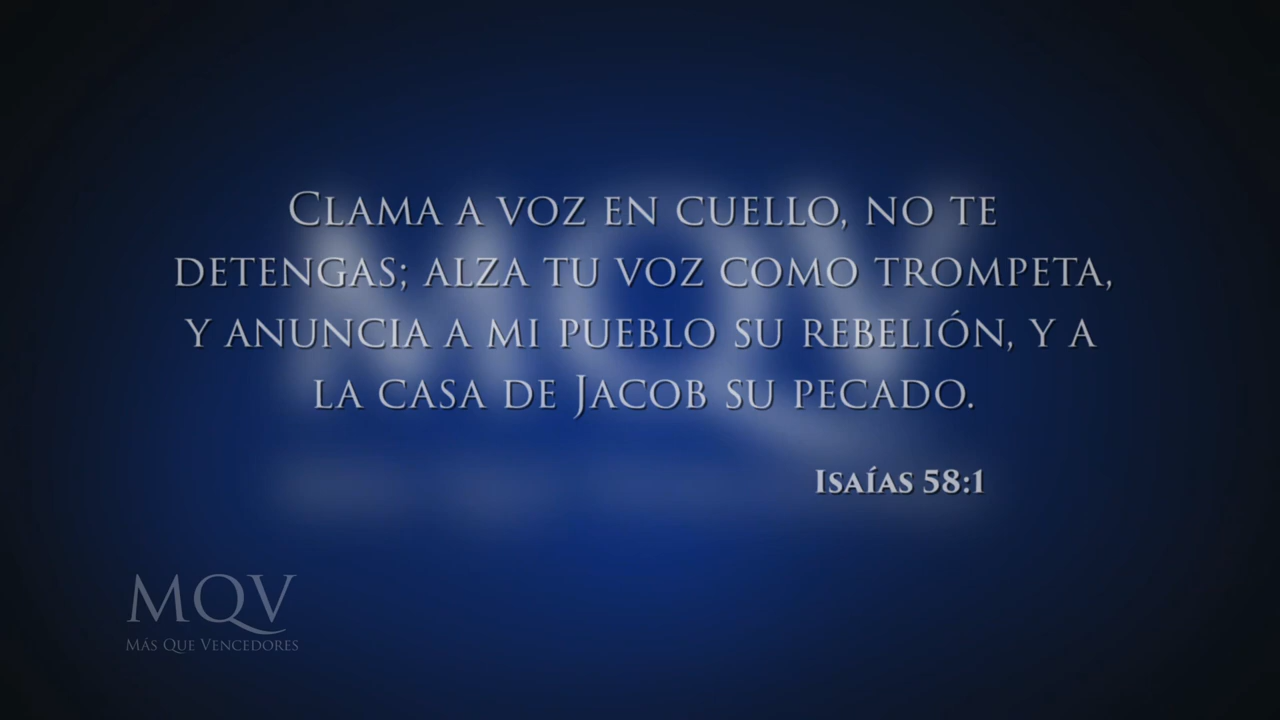 Clama a voz en cuello, no te
detengas; alza tu voz como trompeta,
y anuncia a mi pueblo su rebelión, y a
la casa de Jacob su pecado.
Isaías 58:1
MQV
Más Que Vencedores